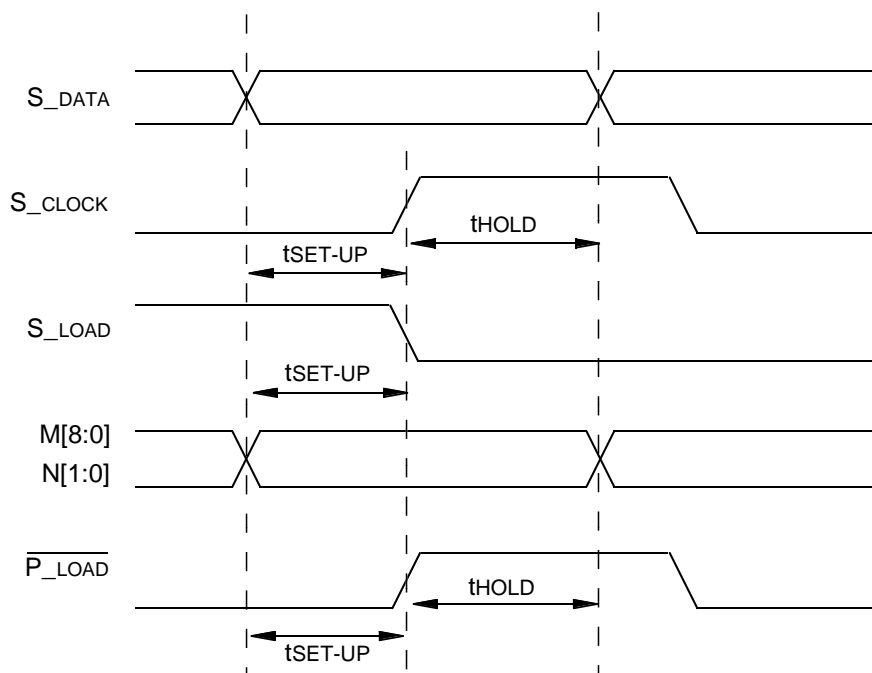 S_DATA
S_CLOCK
tHOLD
tSET-UP
S_LOAD
tSET-UP
M[8:0]
N[1:0]
P_LOAD
tHOLD
tSET-UP